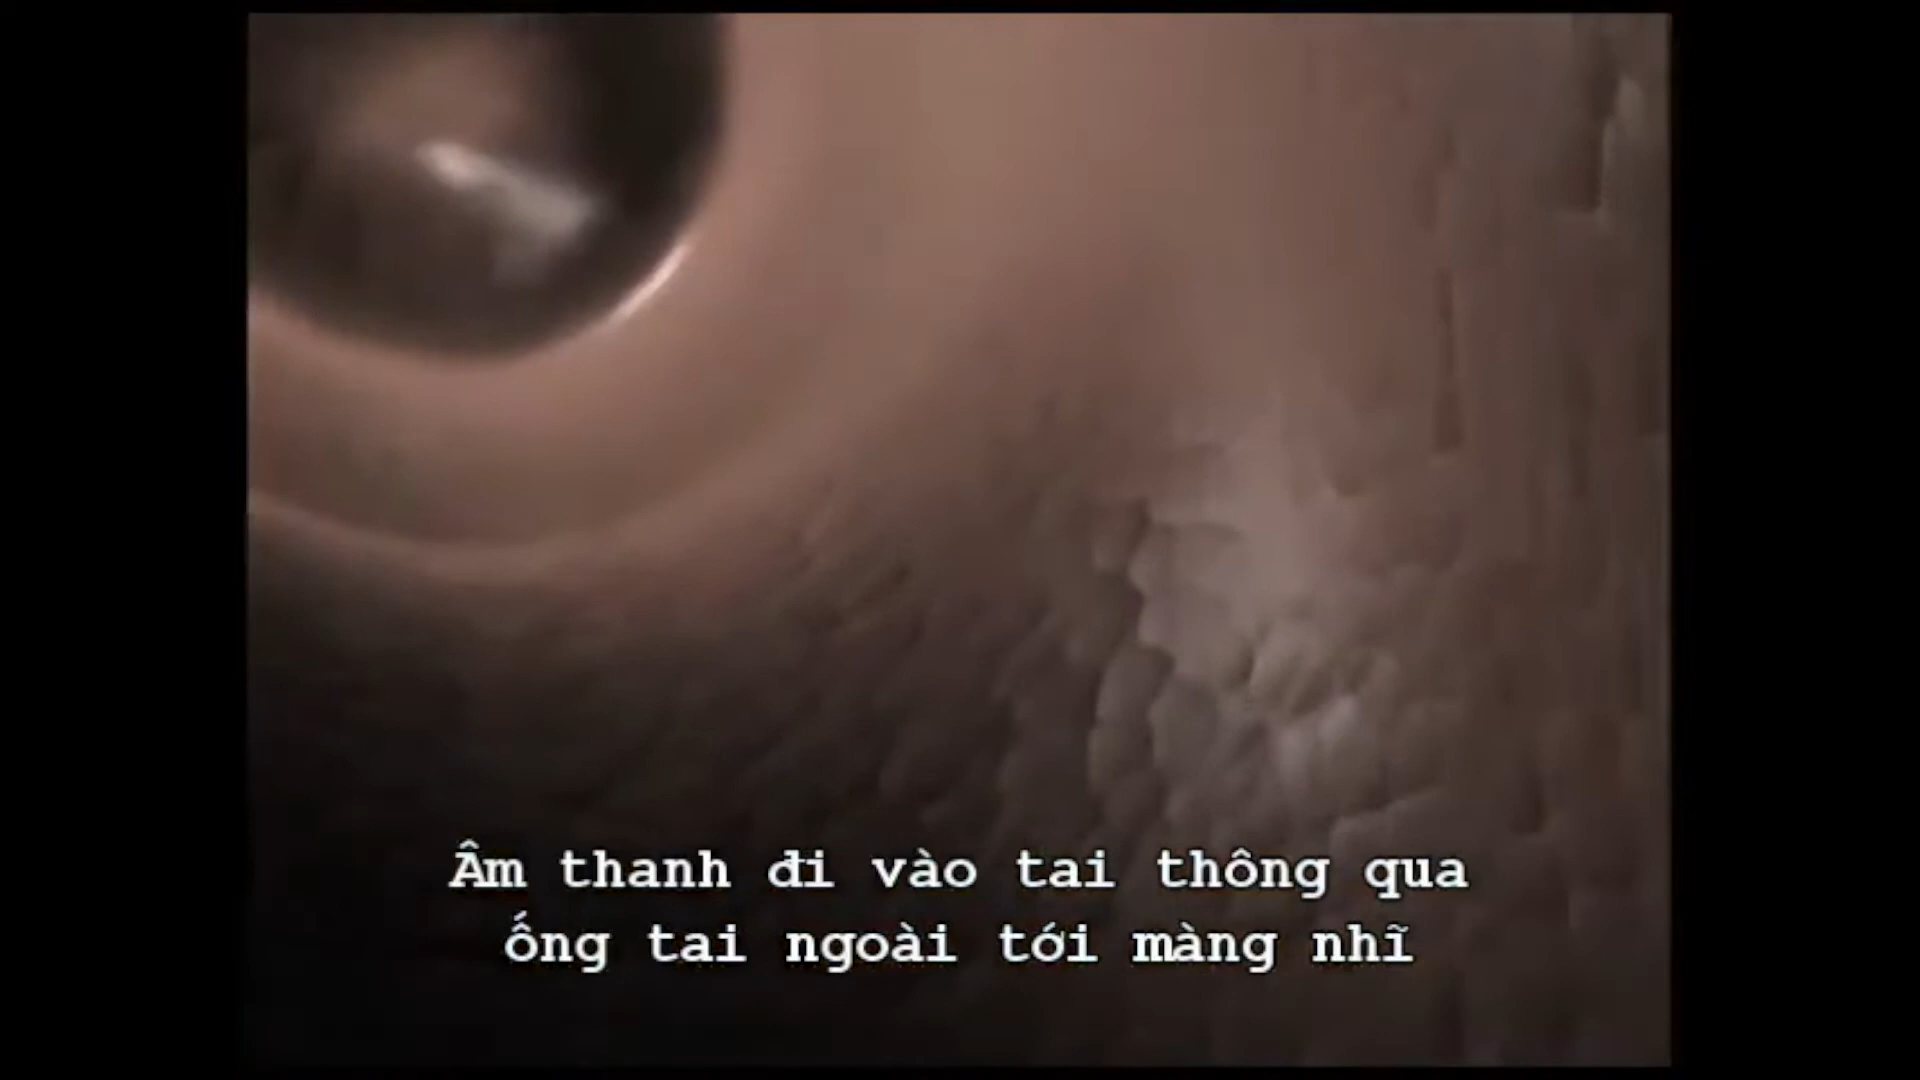 Âm thanh đi vào tai thông qua
ống tai ngoài tới màng nhĩ